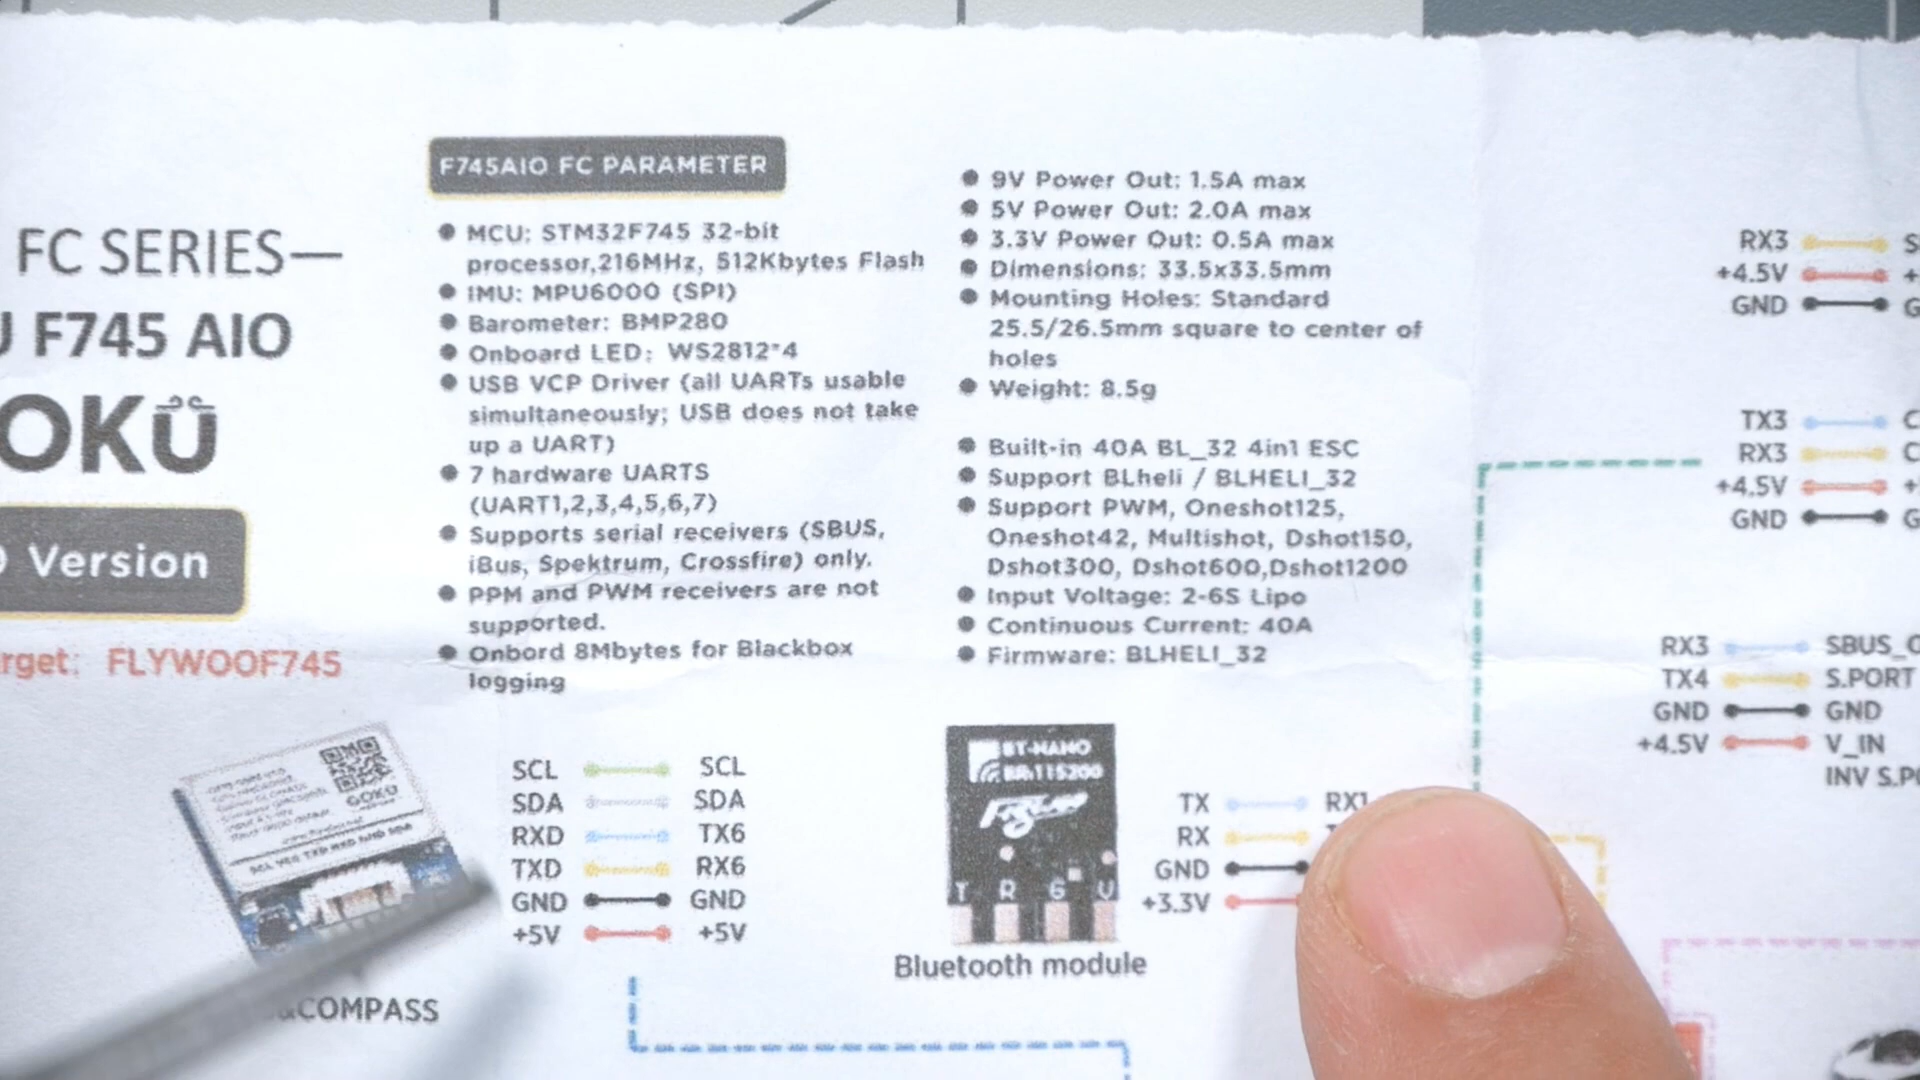 FC SERIES—
F745 AIO
Version
FLYWOOF745
F745AIO FC PARAMETER
MCU: STM32F745 32-bit
processor,216MHz, 512Kbytes Flash
IMU: MPU6000 (SPI)
Barometer: BMP280
Onboard LED: WS2812*4
USB VCP Driver (all UARTs usable
simultaneously; USB does not take
up a UART)
7 hardware UARTS
(UART1,2,3,4,5,6,7)
Supports serial receivers (SBUS,
iBus, Spektrum, Crossfire) only.
PPM and PWM receivers are not
supported.
Onbord 8Mbytes for Blackbox
logging
9V Power Out: 1.5A max
5V Power Out: 2.0A max
3.3V Power Out: 0.5A max
Dimensions: 33.5x33.5mm
Mounting Holes: Standard
25.5/26.5mm square to center of
holes
Weight: 8.5g
Built-in 40A BL_32 4in1 ESC
Support BLheli / BLHELI_32
Support PWM, Oneshot125,
Oneshot42, Multishot, Dshot150,
Dshot300, Dshot600,Dshot1200
Input Voltage: 2-6S Lipo
Continuous Current: 40A
Firmware: BLHELI_32
GOKU
SCL VCC TXD RXD GND SDA
&COMPASS
SCL SCL
SDA SDA
RXD TX6
TXD RX6
GND GND
+5V +5V
BT-NANO
BR:115200
T R G V
Bluetooth module
TX RX1
RX
GND
+3.3V
RX3
+4.5V
GND
TX3
RX3
+4.5V
GND
RX3
TX4 S.PORT
GND GND
+4.5V V_IN
INV